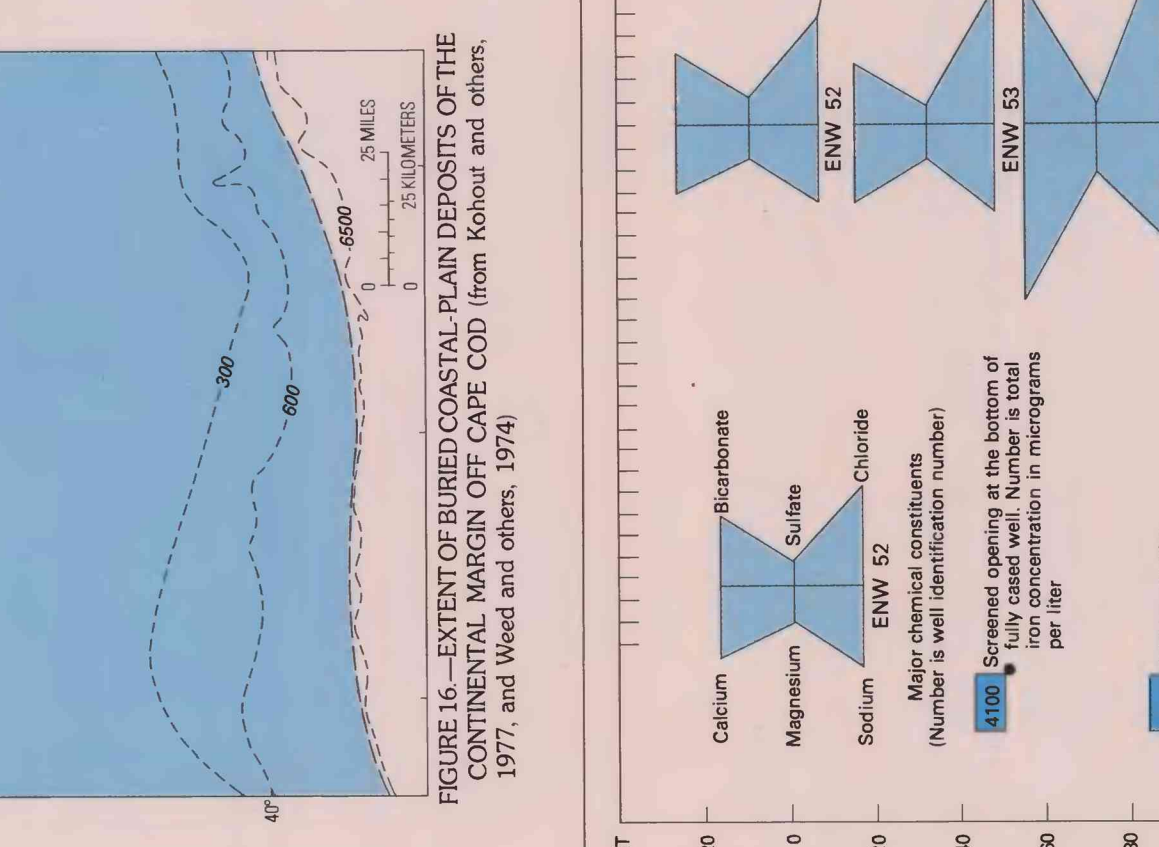 300
600
6500
40°
0 25 MILES
0 25 KILOMETERS
FIGURE 16.—EXTENT OF BURIED COASTAL-PLAIN DEPOSITS OF THE
CONTINENTAL MARGIN OFF CAPE COD (from Kohout and others,
1977, and Weed and others, 1974)
ENW 52
ENW 53
Calcium
Bicarbonate
Magnesium
Sulfate
Sodium
Chloride
ENW 52
Major chemical constituents
(Number is well identification number)
4100
Screened opening at the bottom of
fully cased well. Number is total
iron concentration in micrograms
per liter